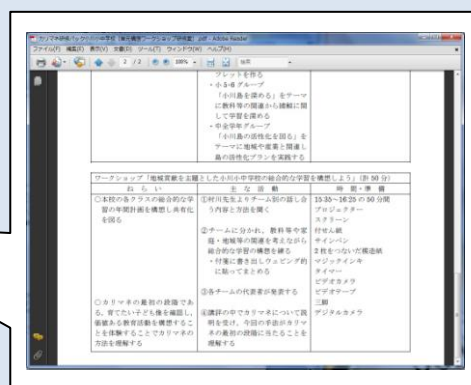 カリマネ研修パック小川小中学校(単元構想ワークショップ研修案).pdf - Adobe Reader
ファイル(F) 編集(E) 表示(V) 文書(D) ツール(T) ウィンドウ(W) ヘルプ(H)
2 / 2 100% 検索
フレットを作る
・小5-6グループ
「小川島を深める」をテーマ
に教科等の関連から課題に関
して学習を深める
・中全学年グループ
「小川島の活性化を図る」を
テーマに地域や産業と関連し
島の活性化プランを実践する
ワークショップ「地域貢献を主題とした小川小中学校の総合的な学習を構想しよう」(計50分)
ねらい 主な活動 時間・準備
○本校の各クラスの総合的な学
習の年間計画を構想し共有化
を図る
①村川先生よりチーム別の話し合
う内容と方法を聞く
②チームに分かれ、教科等や家
庭・地域等の関連を考えながら
総合的な学習の構想を練る
・付箋に書き出しウェビング的
に貼ってまとめる
③各チームの代表者が発表する
15:35~16:25の50分間
プロジェクター
スクリーン
付せん紙
サインペン
2枚をつないだ模造紙
マジックインキ
タイマー
ビデオカメラ
ビデオテープ
三脚
デジタルカメラ
○カリマネの最初の段階であ
る、育てたい子ども像を確認し、
価値ある教育活動を構想するこ
とを体験することでカリマネの
方法を理解する
④講評の中でカリマネについて説
明を受け、今回の手法がカリマ
ネの最初の段階に当たることを
理解する